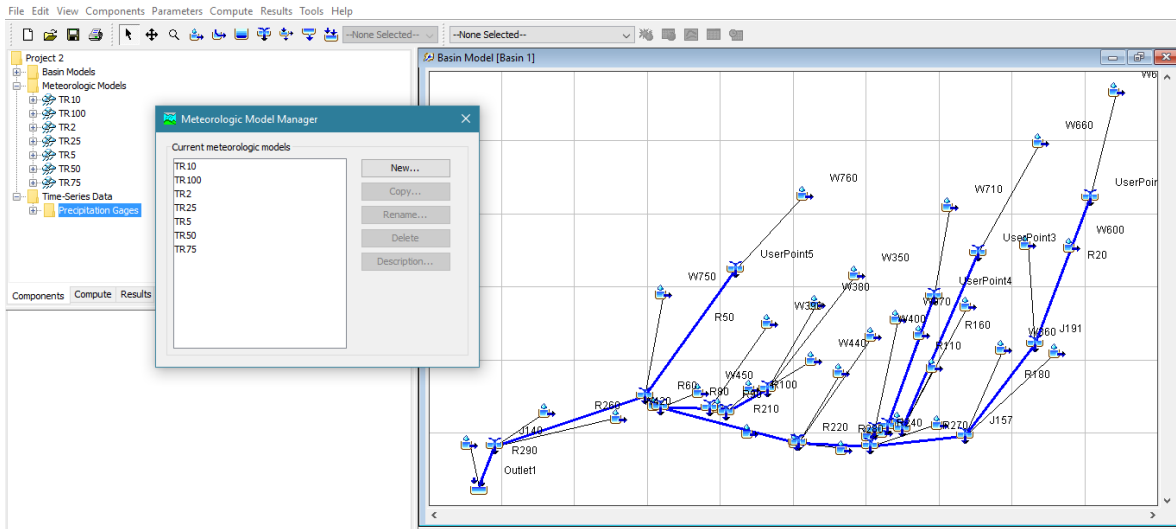 File Edit View Components Parameters Compute Results Tools Help
--None Selected--
--None Selected--
Project 2
Basin Models
Meteorologic Models
TR10
TR100
TR2
TR25
TR5
TR50
TR75
Time-Series Data
Precipitation Gages
Components Compute Results
Meteorologic Model Manager
Current meteorologic models
TR10
TR100
TR2
TR25
TR5
TR50
TR75
New...
Copy...
Rename...
Delete
Description...
Basin Model [Basin 1]
W660
W760
W710
UserPoint3
W600
R20
UserPoint5
W350
W750
W380
UserPoint4
R50
R160
W400
J191
W440
R110
R180
W450
R100
R60
R80
R210
R260
J140
R220
R240
R270
J157
R290
Outlet1